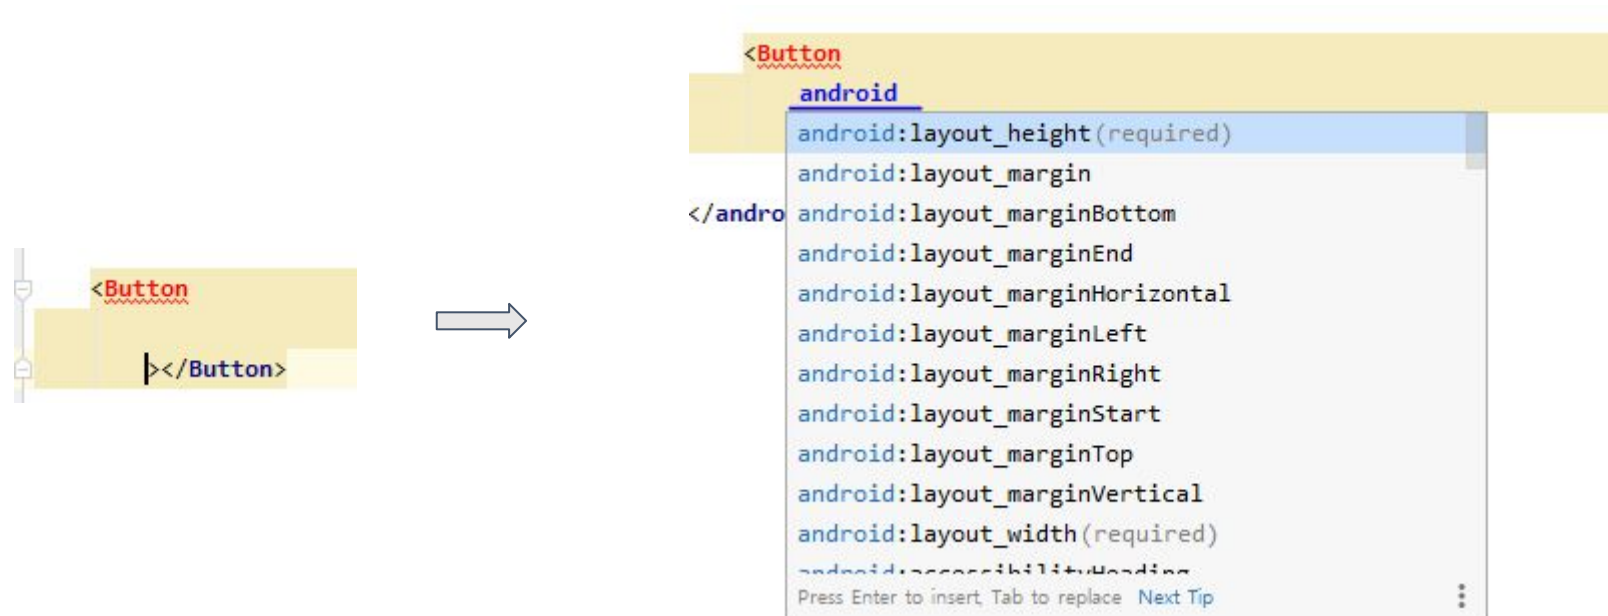 <Button
></Button>
<Button
android
android:layout_height(required)
android:layout_margin
</andro
android:layout_marginBottom
android:layout_marginEnd
android:layout_marginHorizontal
android:layout_marginLeft
android:layout_marginRight
android:layout_marginStart
android:layout_marginTop
android:layout_marginVertical
android:layout_width(required)
android:accessibilityHeading
Press Enter to insert, Tab to replace Next Tip